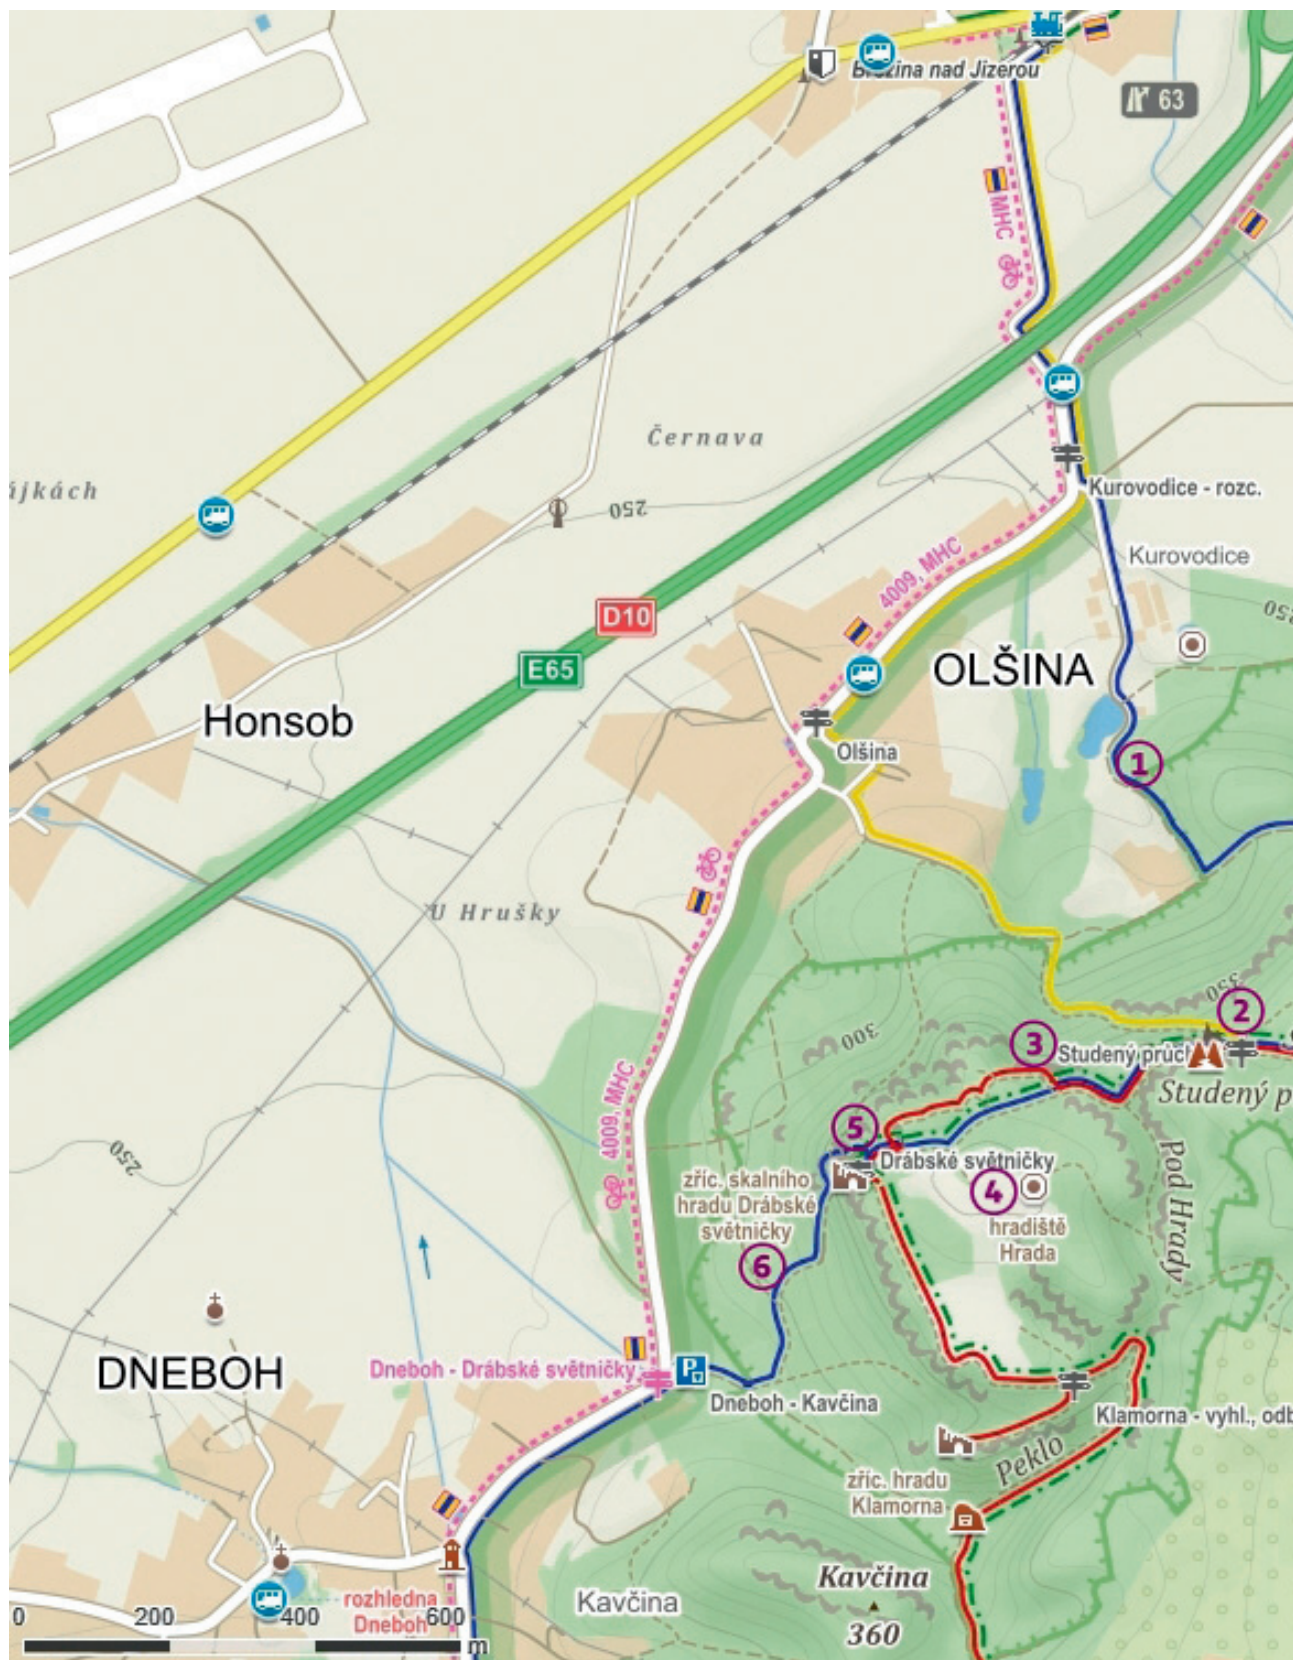 Březina nad Jizerou
63
MHC
Černava
ájkách
250
Kurovodice - rozc.
Kurovodice
4009, MHC
D10
E65
OLŠINA
Honsob
Olšina
1
U Hrušky
350
2
300
3
Studený průch
Studený p
4009, MHC
250
5
Drábské světničky
zříc. skalního
hradu Drábské
světničky
4
hradiště
Hrada
Pod Hrady
6
Dneboh - Drábské světničky
P
DNEBOH
Dneboh - Kavčina
Klamorna - vyhl., odb
Peklo
zříc. hradu
Klamorna
Kavčina
360
Kavčina
rozhledna
Dneboh
0 200 400 600
m